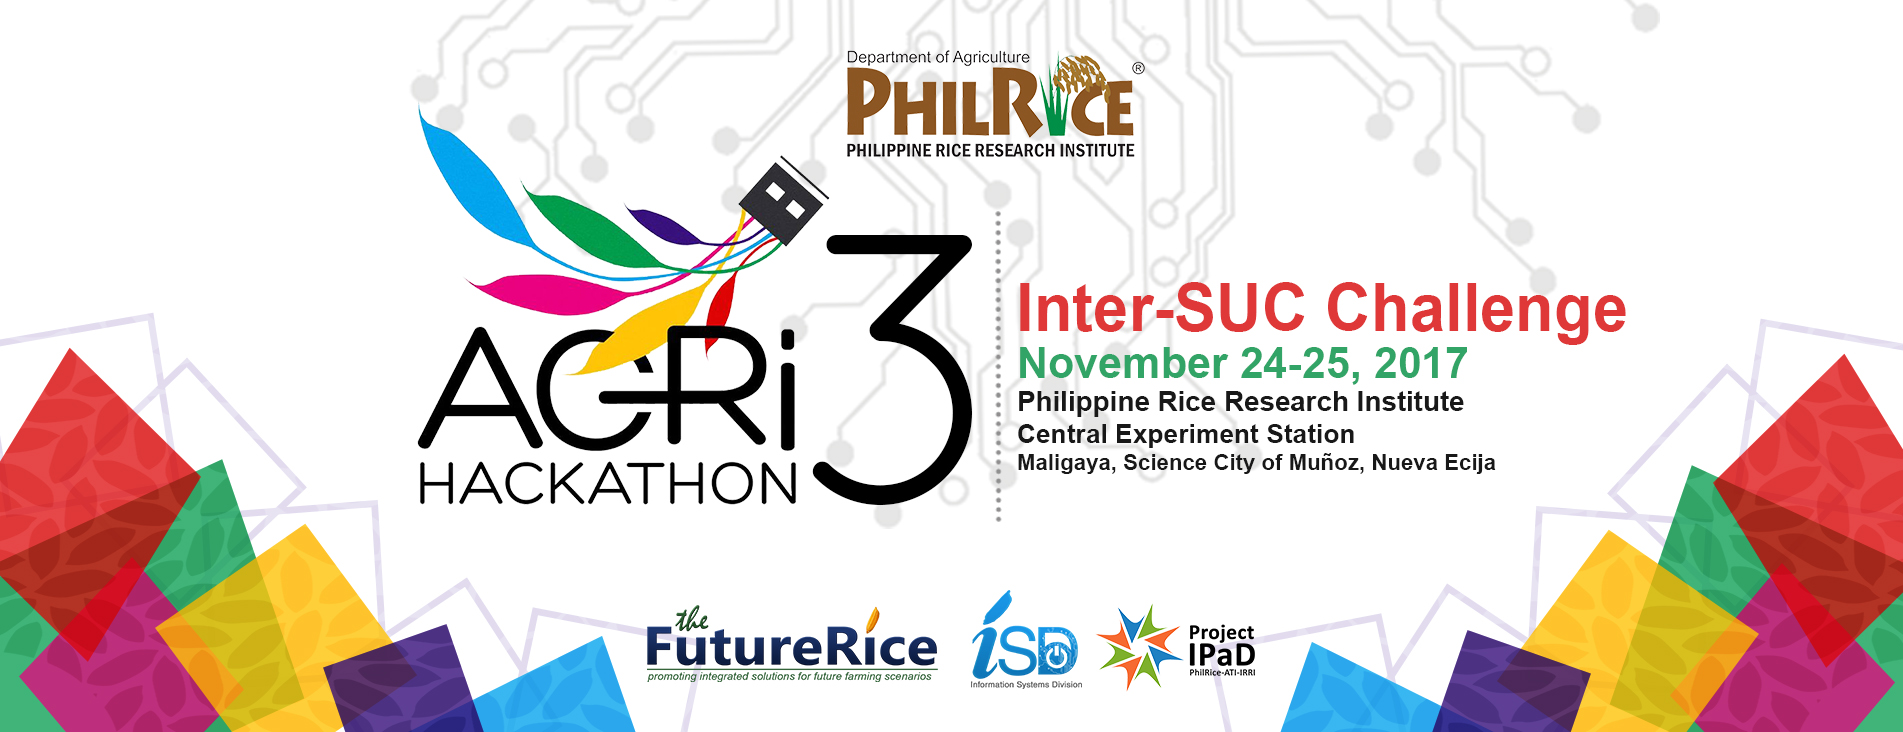 Department of Agriculture
PHILRICE ®
PHILIPPINE RICE RESEARCH INSTITUTE
AGRi 3
HACKATHON
Inter-SUC Challenge
November 24-25, 2017
Philippine Rice Research Institute
Central Experiment Station
Maligaya, Science City of Muñoz, Nueva Ecija
the
FutureRice
promoting integrated solutions for future farming scenarios
iSD
Information Systems Division
Project
IPaD
PhilRice-ATI-IRRI